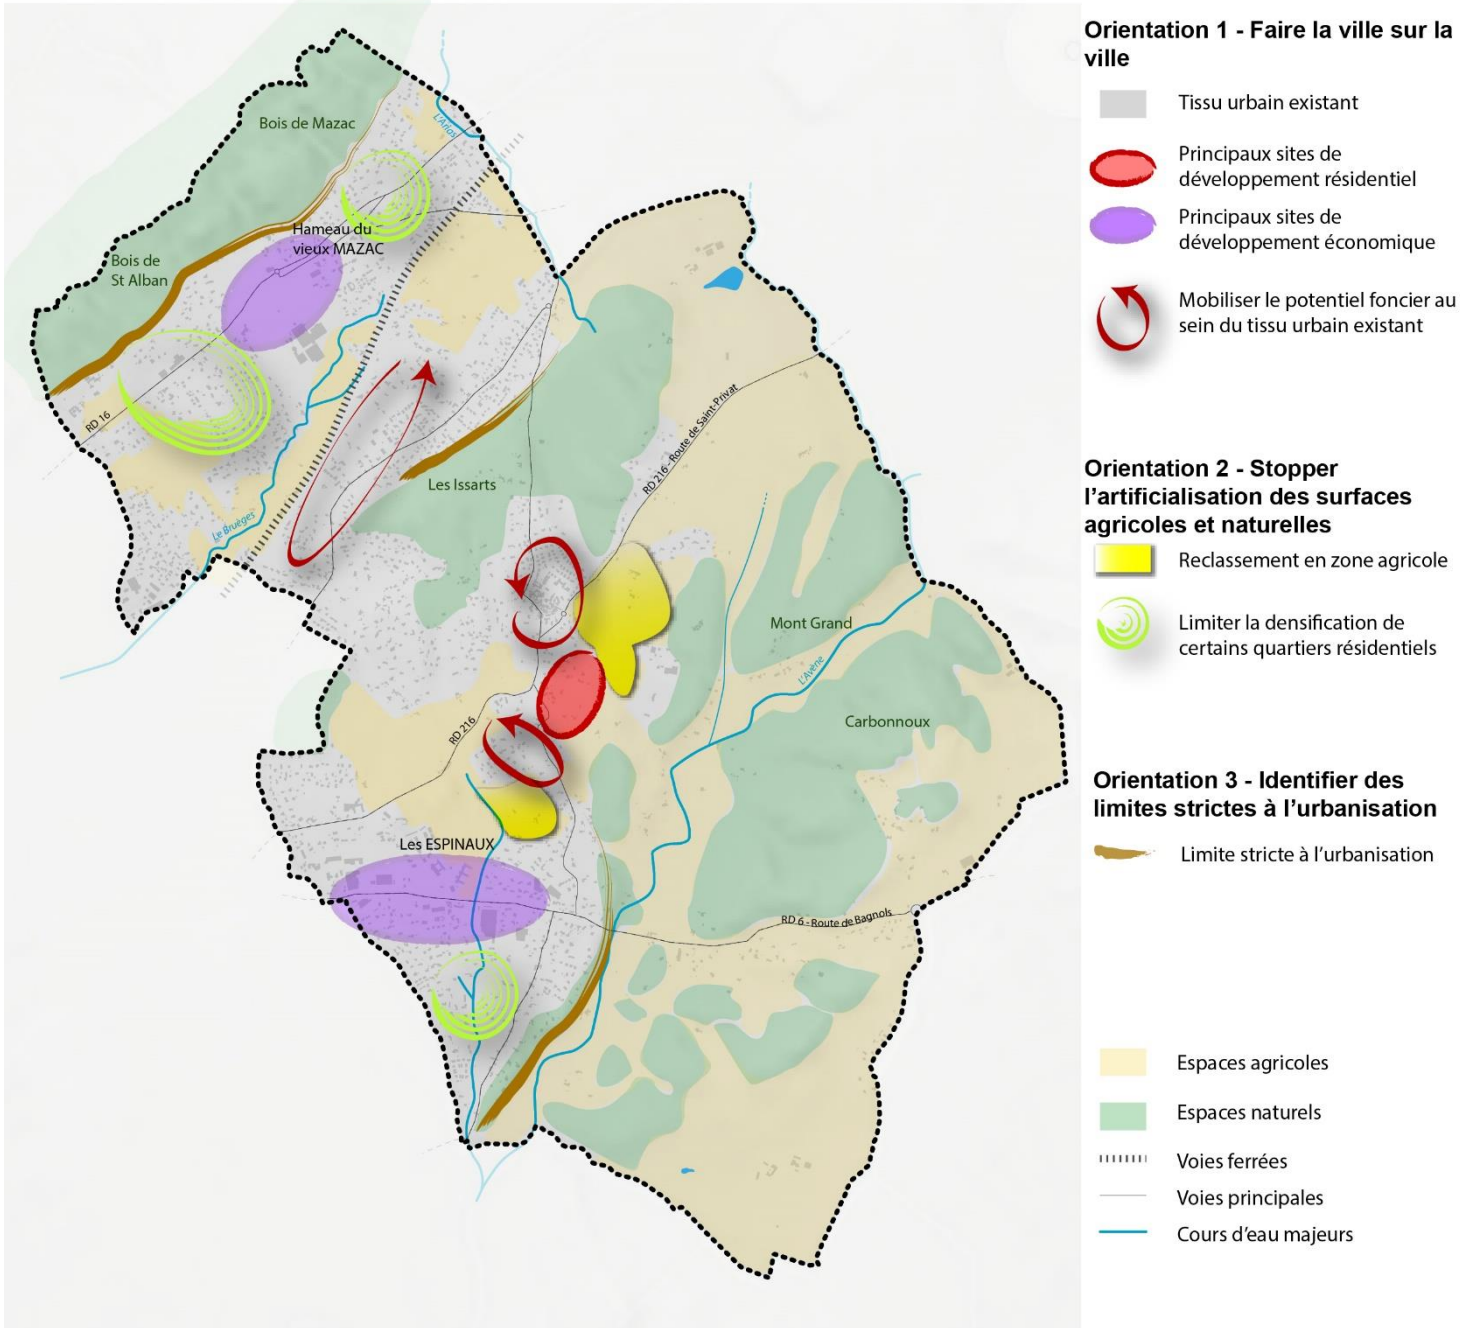 Orientation 1 - Faire la ville sur la
ville
Tissu urbain existant
Principaux sites de
développement résidentiel
Principaux sites de
développement économique
Mobiliser le potentiel foncier au
sein du tissu urbain existant
Orientation 2 - Stopper
l'artificialisation des surfaces
agricoles et naturelles
Reclassement en zone agricole
Limiter la densification de
certains quartiers résidentiels
Orientation 3 - Identifier des
limites strictes à l'urbanisation
Limite stricte à l'urbanisation
Espaces agricoles
Espaces naturels
Voies ferrées
Voies principales
Cours d'eau majeurs
Bois de Mazac
L'Arias
Hameau du
vieux MAZAC
Bois de
St Alban
RD 16
RD 216 - Route de Saint-Privat
Les Issarts
Le Bruèges
Mont Grand
L'Avène
Carbonnoux
RD 216
Les ESPINAUX
RD 6 - Route de Bagnols